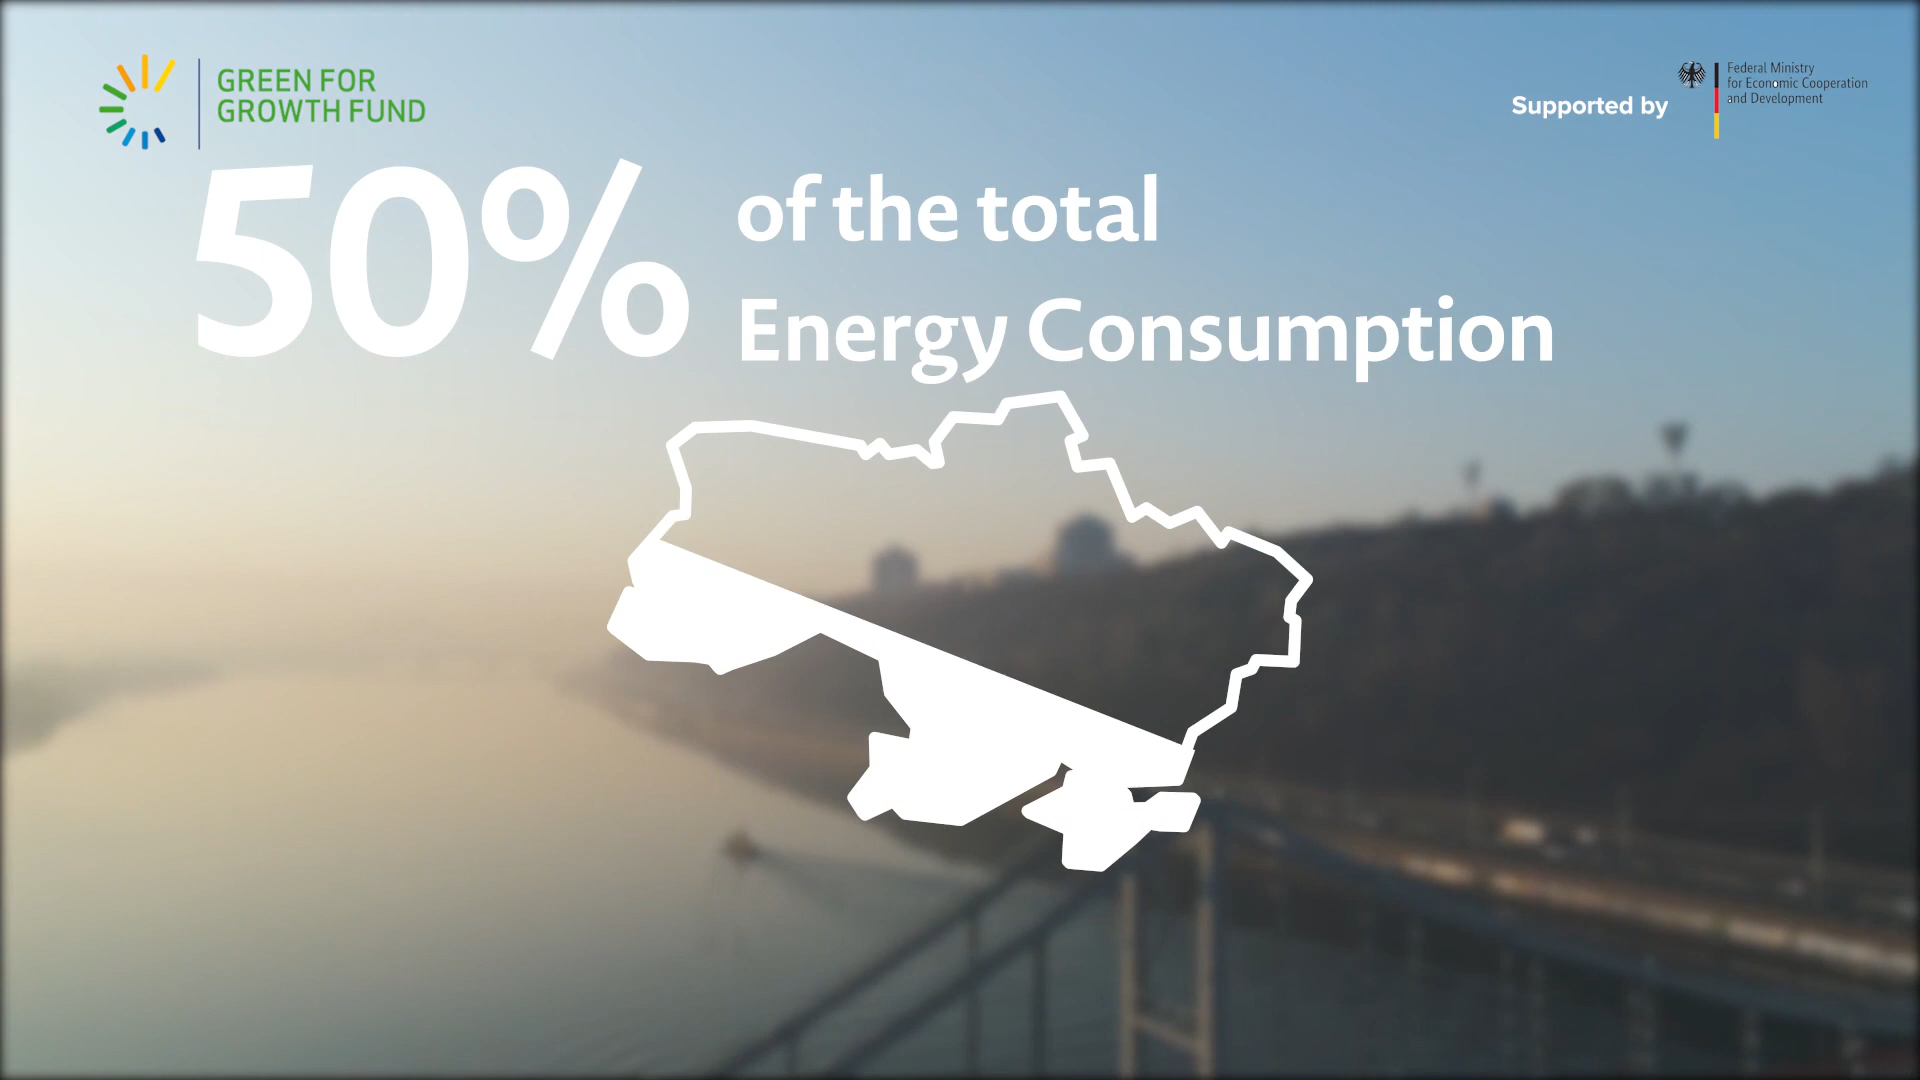 GREEN FOR
GROWTH FUND
Supported by
Federal Ministry
for Economic Cooperation
and Development
50%
of the total
Energy Consumption